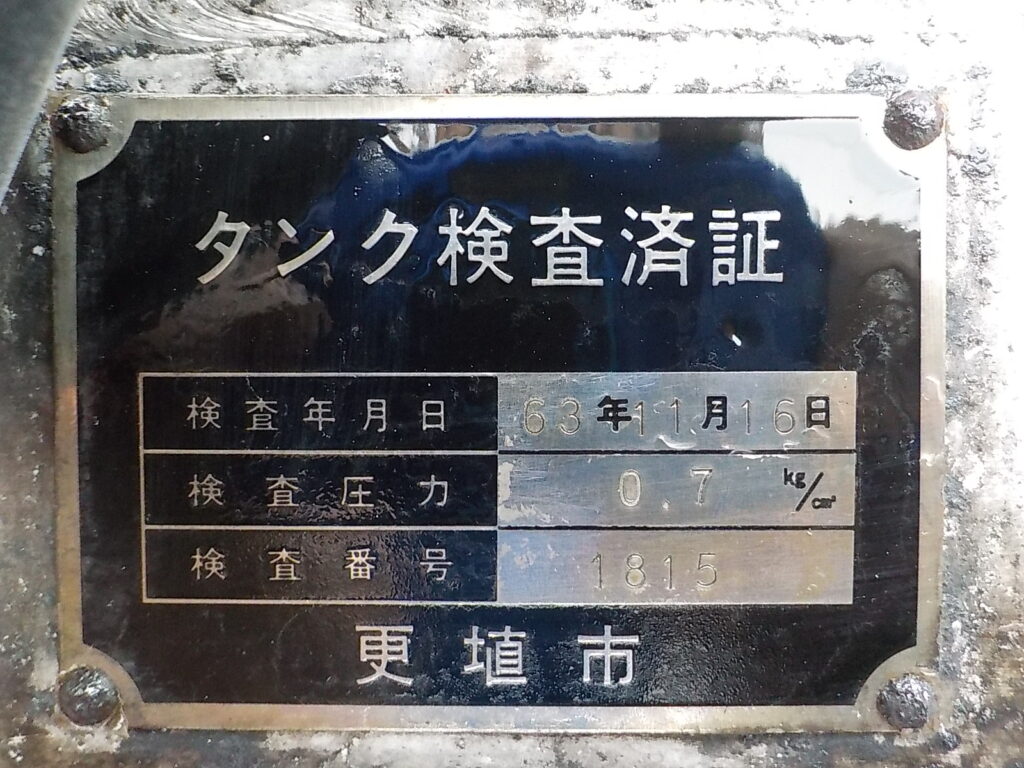 タンク検査済証
検査年月日 63年11月16日
検査圧力 0.7 kg/cm²
検査番号 1815
更埴市